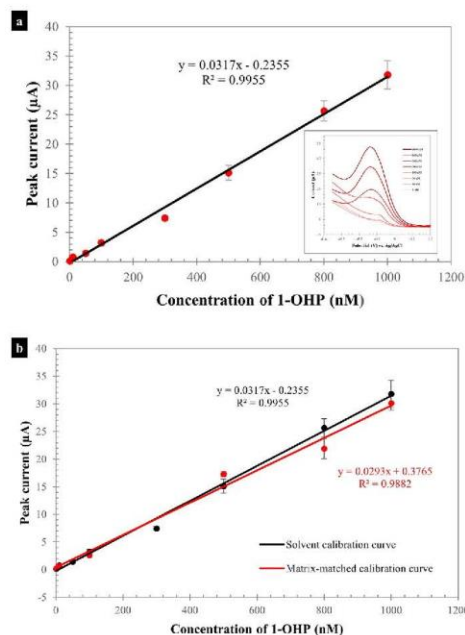 a
y = 0.0317x - 0.2355
R² = 0.9955
Peak current (µA)
40
35
30
25
20
15
10
5
0
0 200 400 600 800 1000 1200
Concentration of 1-OHP (nM)
b
y = 0.0317x - 0.2355
R² = 0.9955
y = 0.0293x + 0.3765
R² = 0.9882
Peak current (µA)
40
35
30
25
20
15
10
5
0
-5
0 200 400 600 800 1000 1200
Solvent calibration curve
Matrix-matched calibration curve
Concentration of 1-OHP (nM)